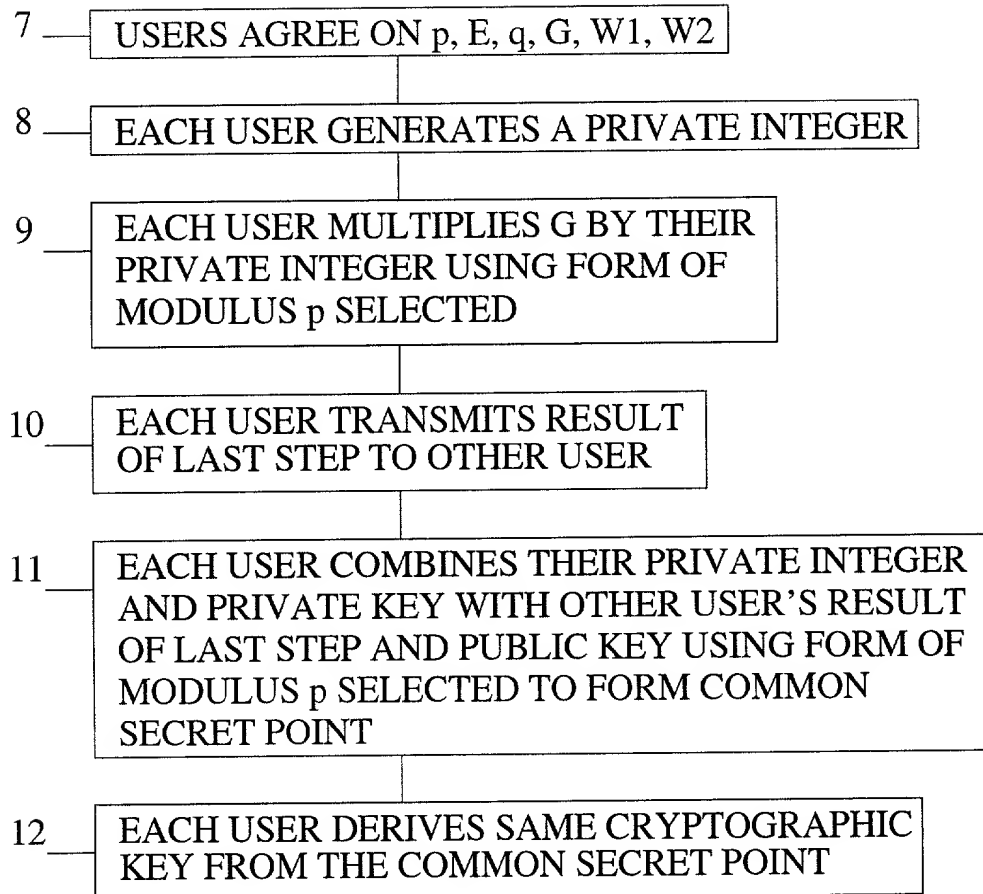 7 USERS AGREE ON p, E, q, G, W1, W2
8 EACH USER GENERATES A PRIVATE INTEGER
9 EACH USER MULTIPLIES G BY THEIR
PRIVATE INTEGER USING FORM OF
MODULUS p SELECTED
10 EACH USER TRANSMITS RESULT
OF LAST STEP TO OTHER USER
11 EACH USER COMBINES THEIR PRIVATE INTEGER
AND PRIVATE KEY WITH OTHER USER'S RESULT
OF LAST STEP AND PUBLIC KEY USING FORM OF
MODULUS p SELECTED TO FORM COMMON
SECRET POINT
12 EACH USER DERIVES SAME CRYPTOGRAPHIC
KEY FROM THE COMMON SECRET POINT